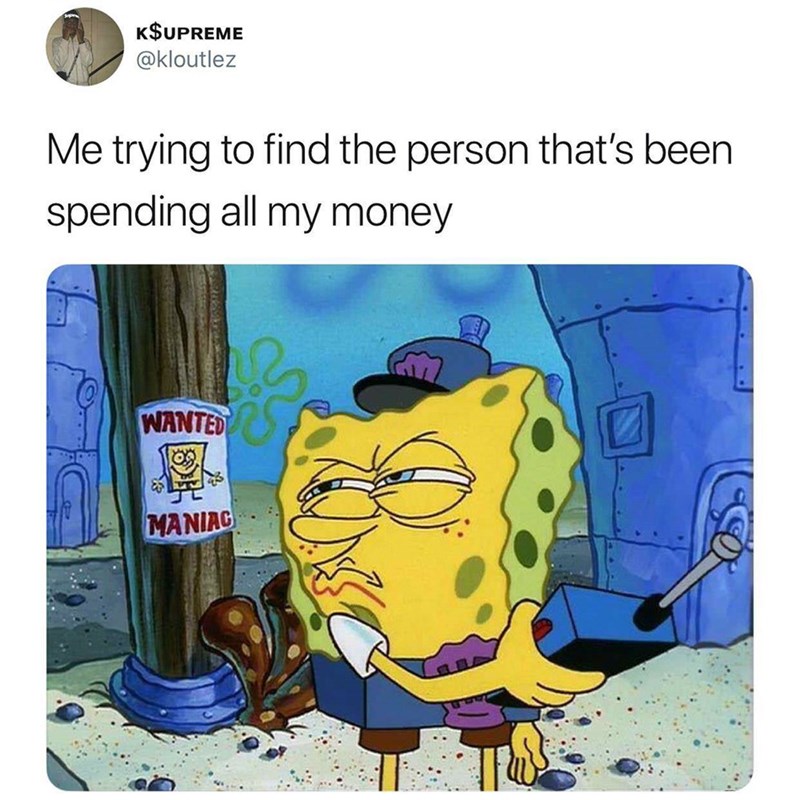 K$UPREME
@kloutlez
Me trying to find the person that's been
spending all my money
WANTED
MANIAC